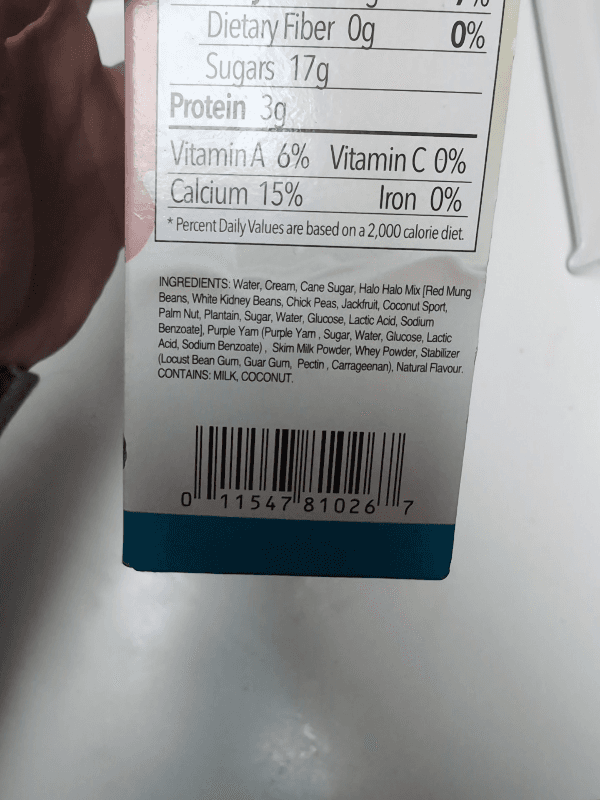 Dietary Fiber 0g 0%
Sugars 17g
Protein 3g
Vitamin A 6% Vitamin C 0%
Calcium 15% Iron 0%
* Percent Daily Values are based on a 2,000 calorie diet.
INGREDIENTS: Water, Cream, Cane Sugar, Halo Halo Mix [Red Mung
Beans, White Kidney Beans, Chick Peas, Jackfruit, Coconut Sport,
Palm Nut, Plantain, Sugar, Water, Glucose, Lactic Acid, Sodium
Benzoate], Purple Yam (Purple Yam , Sugar, Water, Glucose, Lactic
Acid, Sodium Benzoate) , Skim Milk Powder, Whey Powder, Stabilizer
(Locust Bean Gum, Guar Gum, Pectin , Carrageenan), Natural Flavour.
CONTAINS: MILK, COCONUT.
0 11547 81026 7